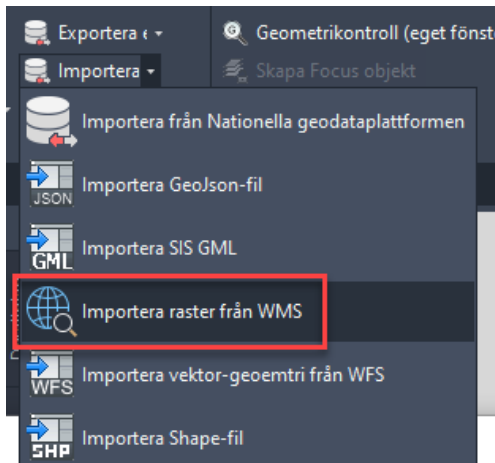 Exportera
Geometrikontroll (eget fönst
Importera
Skapa Focus objekt
Importera från Nationella geodataplattformen
JSON
Importera GeoJson-fil
GML
Importera SIS GML
Importera raster från WMS
WFS
Importera vektor-geoemtri från WFS
SHP
Importera Shape-fil